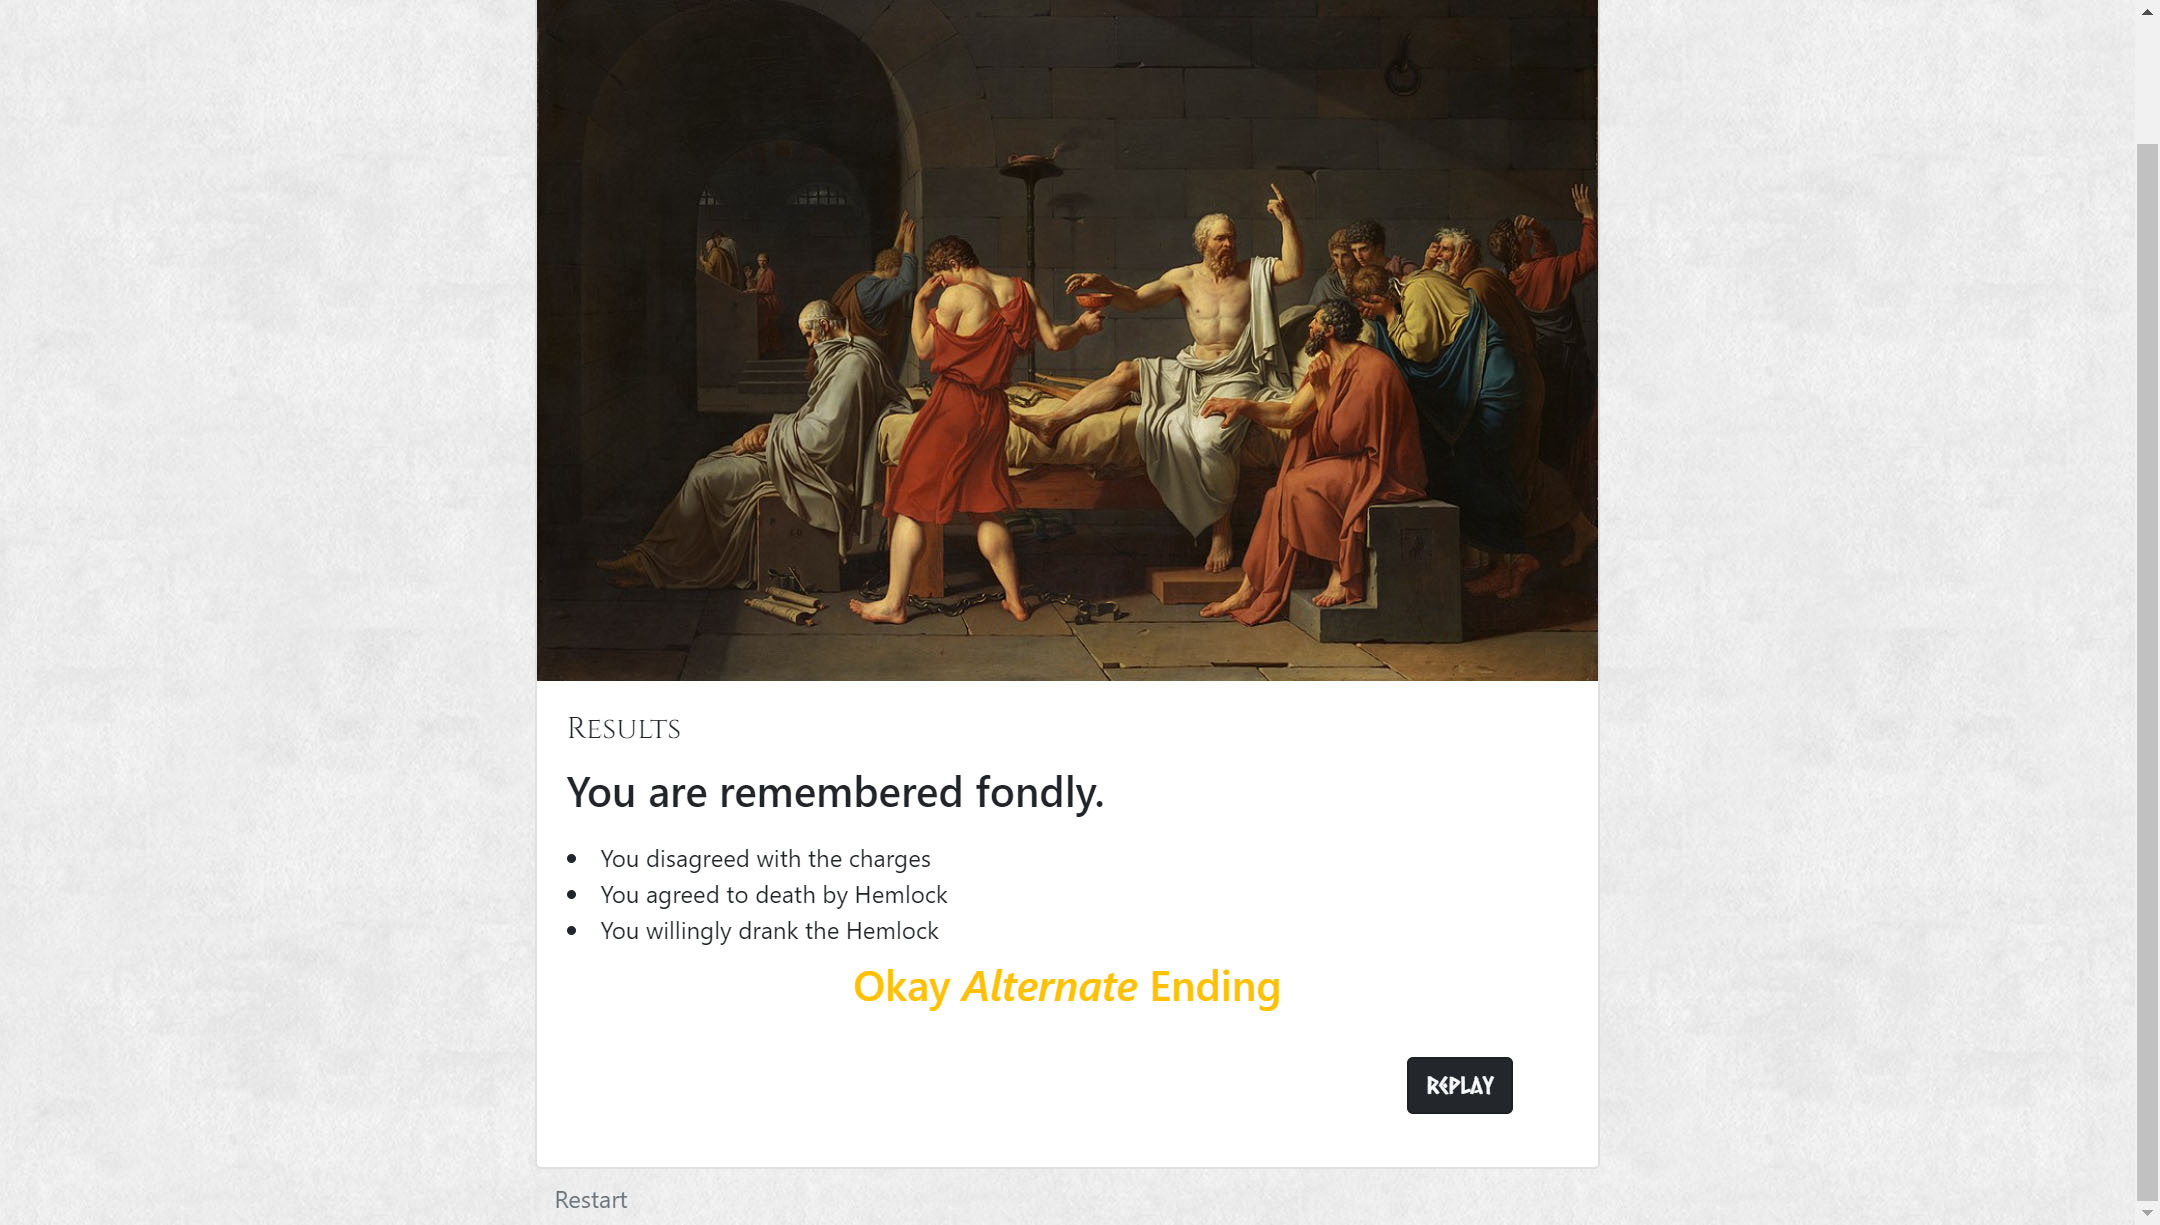 Results
You are remembered fondly.
You disagreed with the charges
You agreed to death by Hemlock
You willingly drank the Hemlock
Okay Alternate Ending
REPLAY
Restart